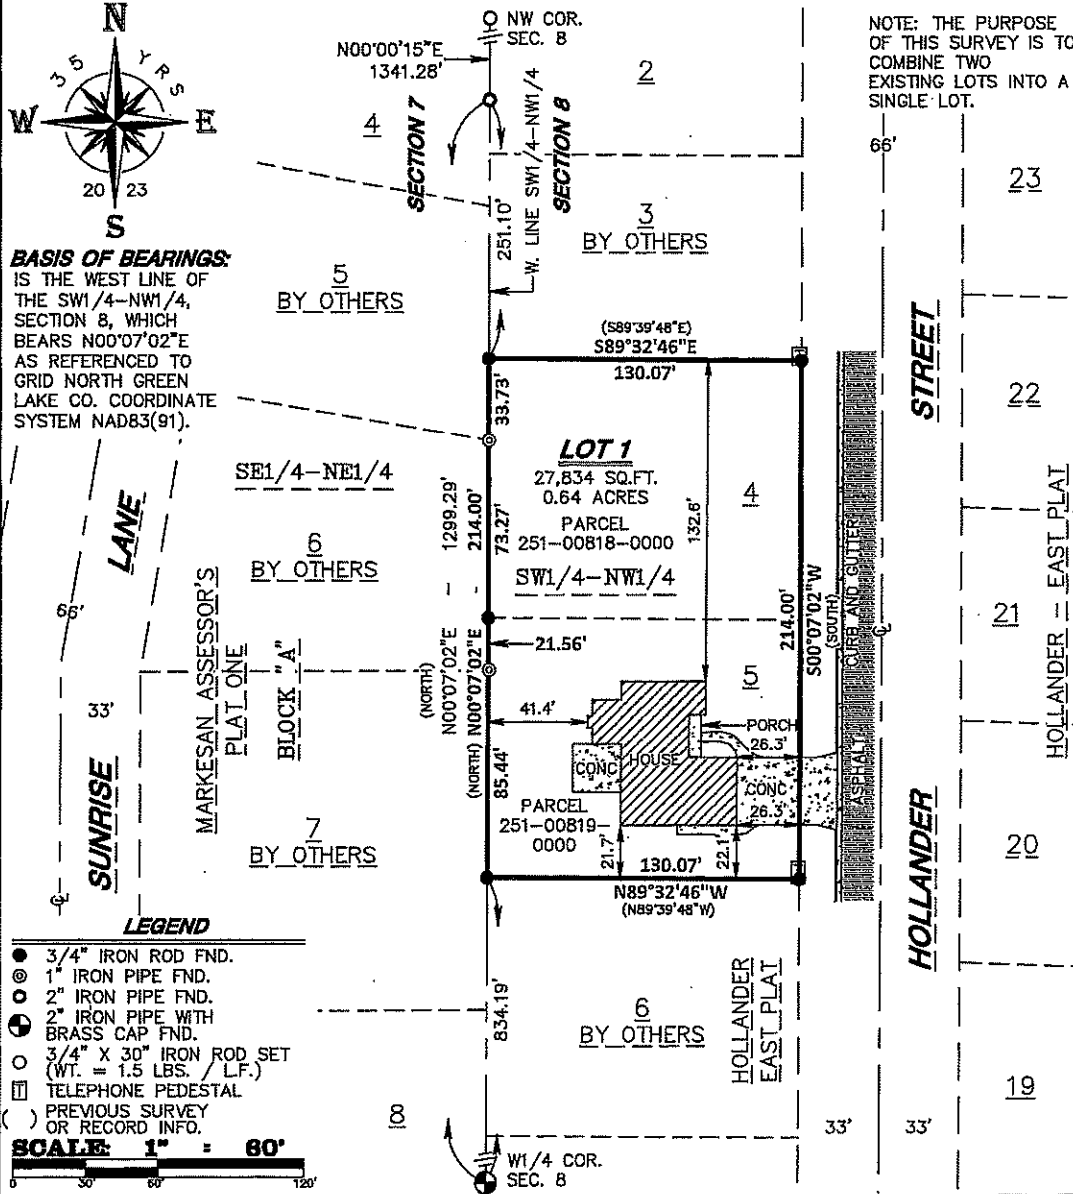 N
W
E
S
35 YRS
20 23
NW COR.
SEC. 8
N00°00'15"E
1341.28'
NOTE: THE PURPOSE
OF THIS SURVEY IS TO
COMBINE TWO
EXISTING LOTS INTO A
SINGLE LOT.
BASIS OF BEARINGS:
IS THE WEST LINE OF
THE SW1/4-NW1/4,
SECTION 8, WHICH
BEARS N00°07'02"E
AS REFERENCED TO
GRID NORTH GREEN
LAKE CO. COORDINATE
SYSTEM NAD83(91).
4
SECTION 7
SECTION 8
W. LINE SW1/4-NW1/4
251.10'
2
3
BY OTHERS
5
BY OTHERS
66'
23
22
21
20
19
STREET
HOLLANDER
HOLLANDER - EAST PLAT
(S89°39'48"E)
S89°32'46"E
130.07'
33.73'
LOT 1
27,834 SQ.FT.
0.64 ACRES
PARCEL
251-00818-0000
SW1/4-NW1/4
4
132.6'
SE1/4-NE1/4
6
BY OTHERS
LANE
SUNRISE
66'
33'
MARKESAN ASSESSOR'S
PLAT ONE
BLOCK "A"
7
BY OTHERS
(NORTH)
N00°07'02"E - 1299.29'
(NORTH) N00°07'02"E - 214.00'
73.27'
21.56'
85.44'
41.4'
5
PORCH
26.3'
CONC
HOUSE
CONC
26.3'
PARCEL
251-00819-
0000
21.7'
22.1'
130.07'
N89°32'46"W
(N89°39'48"W)
214.00'
S00°07'02"W
(SOUTH)
CURB AND GUTTER
ASPHALT
CL
CL
LEGEND
3/4" IRON ROD FND.
1" IRON PIPE FND.
2" IRON PIPE FND.
2" IRON PIPE WITH
BRASS CAP FND.
3/4" X 30" IRON ROD SET
(WT. = 1.5 LBS. / L.F.)
T TELEPHONE PEDESTAL
( ) PREVIOUS SURVEY
OR RECORD INFO.
SCALE: 1" = 60'
0 30' 60' 120'
834.19'
8
6
BY OTHERS
HOLLANDER
EAST PLAT
33'
33'
W1/4 COR.
SEC. 8